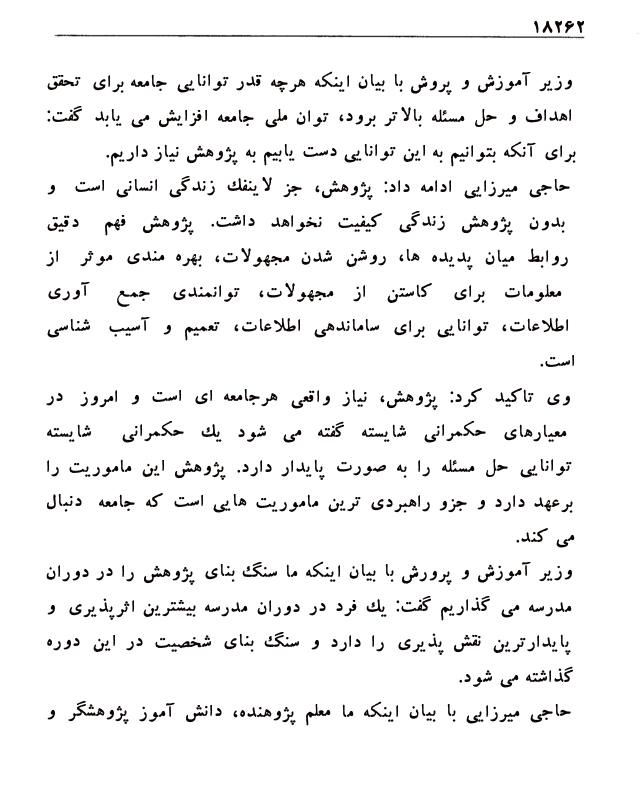 ۱۸۲۶۲
وزیر آموزش و پروش با بیان اینکه هرچه قدر توانایی جامعه برای تحقق
اهداف و حل مسئله بالاتر برود، توان ملی جامعه افزایش می یابد گفت:
برای آنکه بتوانیم به این توانایی دست یابیم به پژوهش نیاز داریم.
حاجی میرزایی ادامه داد: پژوهش، جز لاینفک زندگی انسانی است و
بدون پژوهش زندگی کیفیت نخواهد داشت. پژوهش فهم دقیق
روابط میان پدیده ها، روشن شدن مجهولات، بهره مندی موثر از
معلومات برای کاستن از مجهولات، توانمندی جمع آوری
اطلاعات، توانایی برای ساماندهی اطلاعات، تعمیم و آسیب شناسی
است.
وی تاکید کرد: پژوهش، نیاز واقعی هرجامعه ای است و امروز در
معیارهای حکمرانی شایسته گفته می شود یک حکمرانی شایسته
توانایی حل مسئله را به صورت پایدار دارد. پژوهش این ماموریت را
برعهد دارد و جزو راهبردی ترین ماموریت هایی است که جامعه دنبال
می کند.
وزیر آموزش و پرورش با بیان اینکه ما سنگ بنای پژوهش را در دوران
مدرسه می گذاریم گفت: یک فرد در دوران مدرسه بیشترین اثرپذیری و
پایدارترین نقش پذیری را دارد و سنگ بنای شخصیت در این دوره
گذاشته می شود.
حاجی میرزایی با بیان اینکه ما معلم پژوهنده، دانش آموز پژوهشگر و